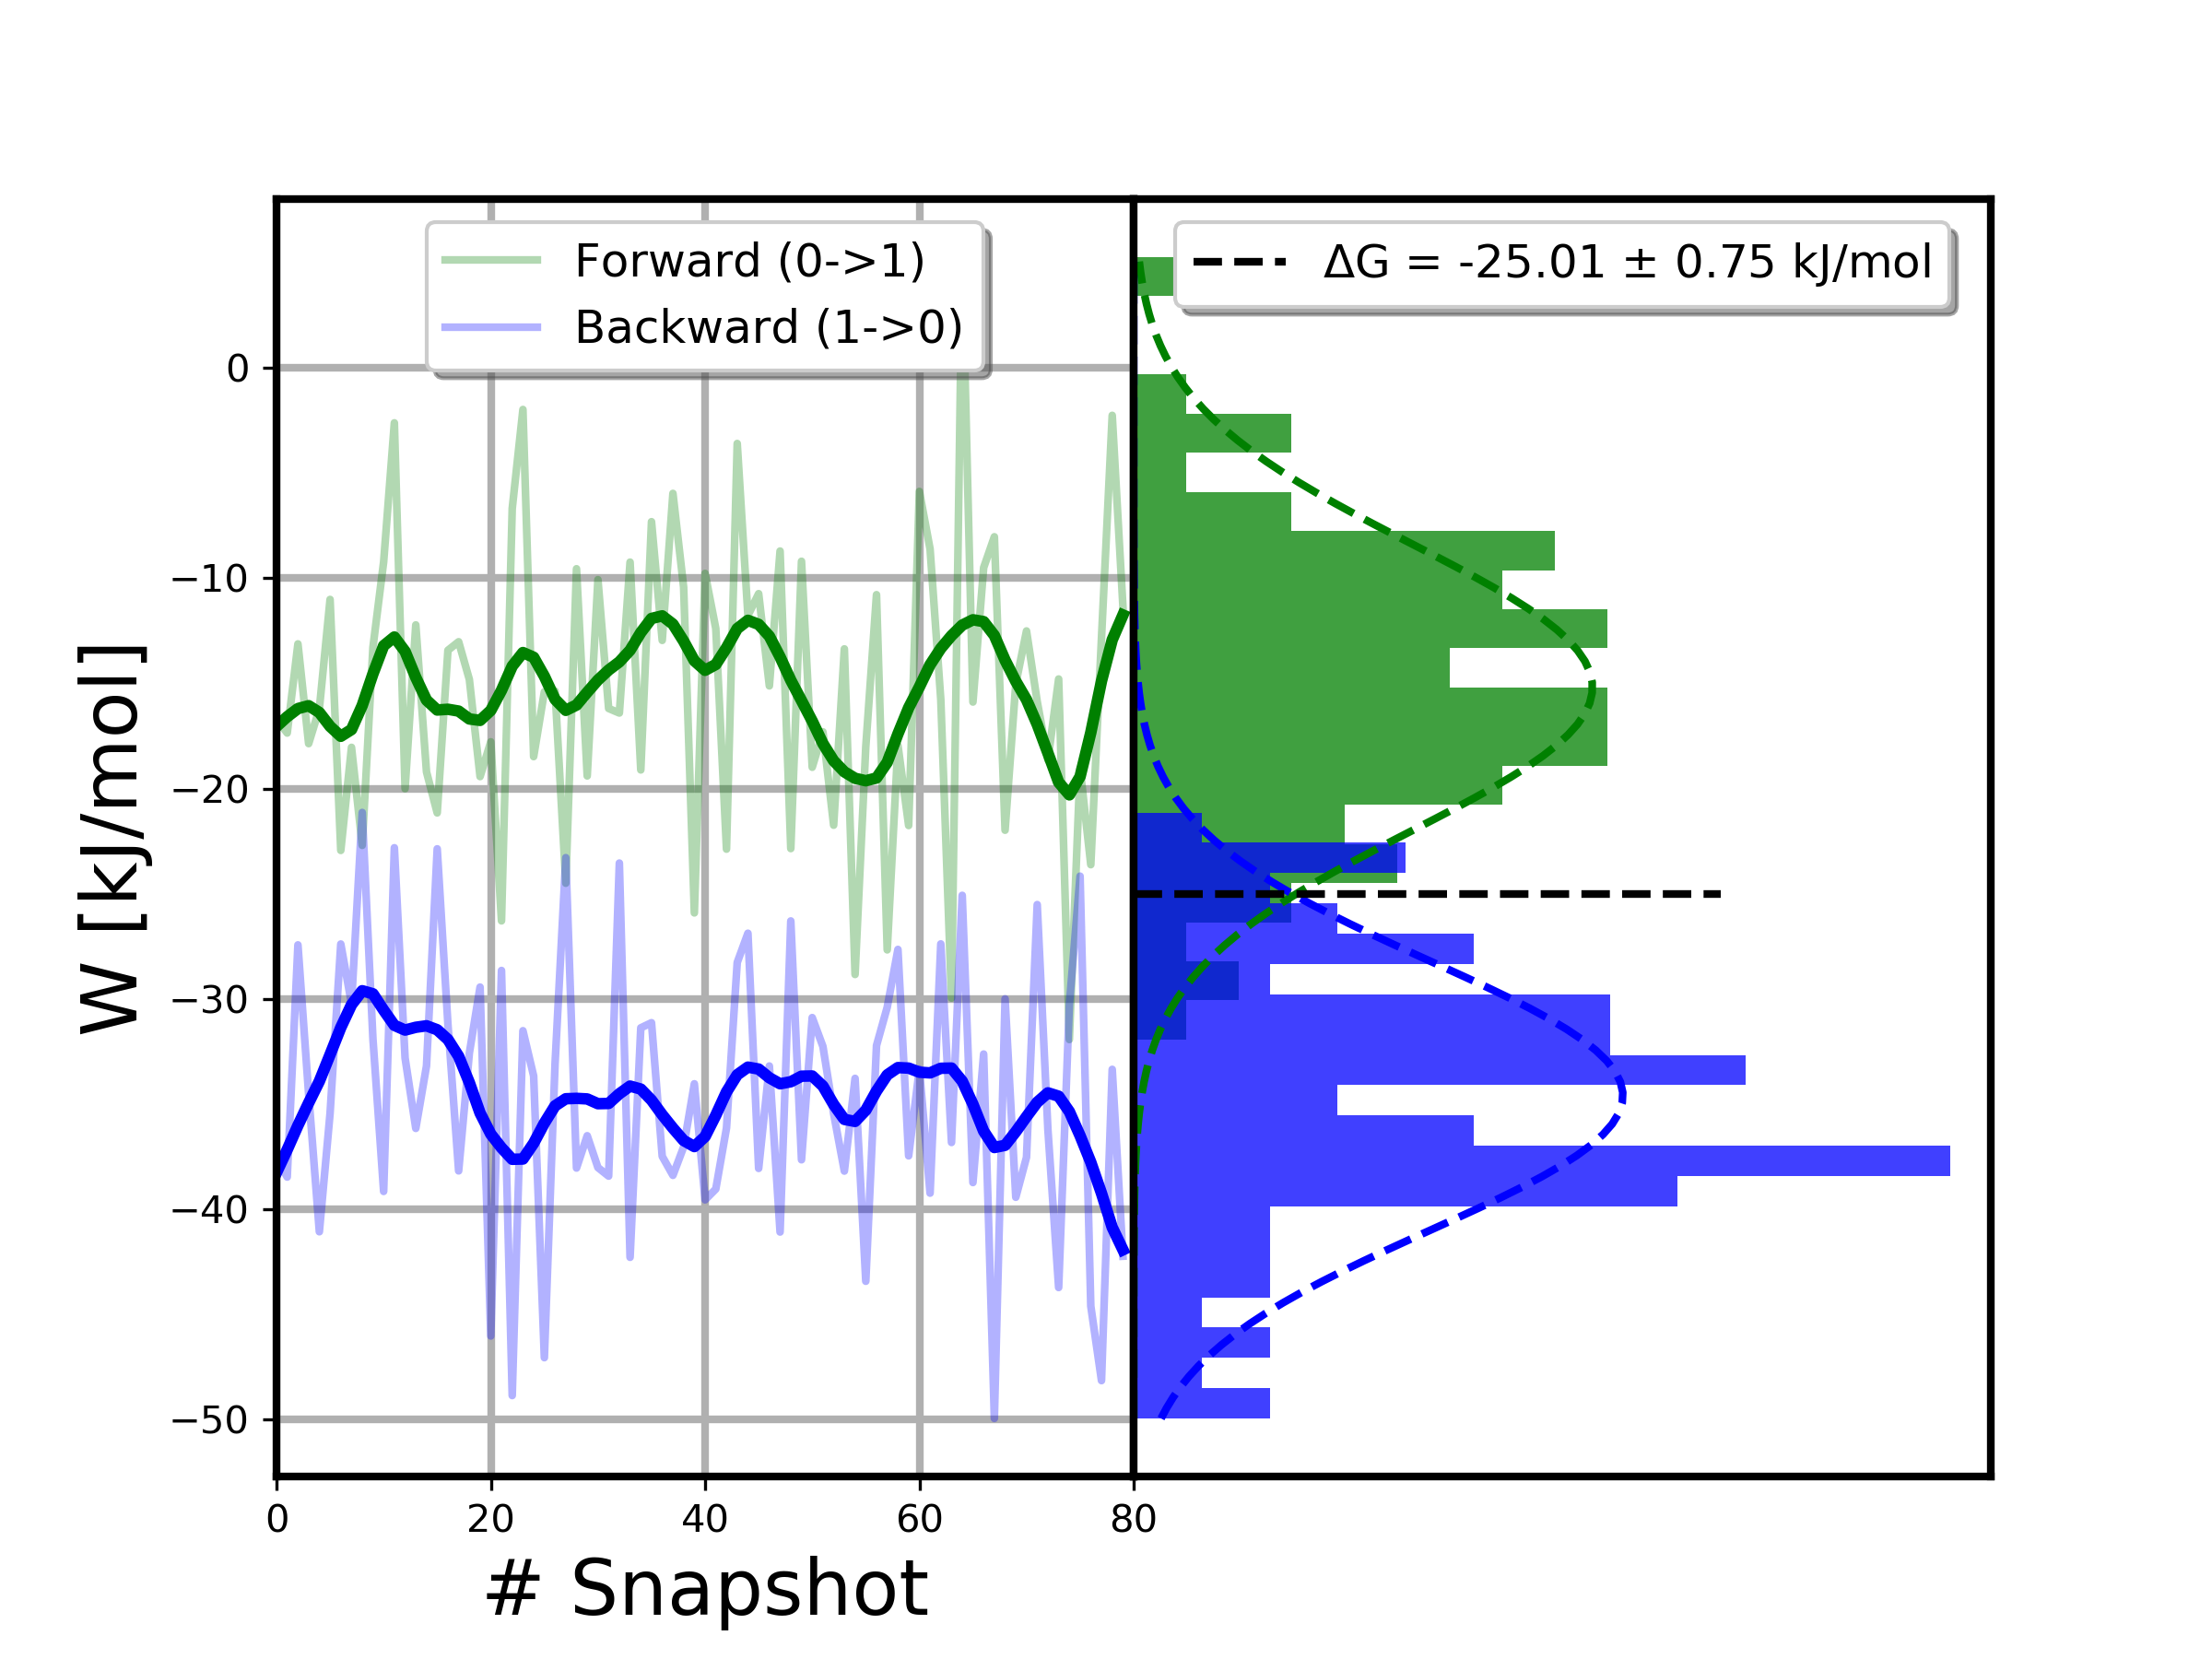 Forward (0->1)
Backward (1->0)
ΔG = -25.01 ± 0.75 kJ/mol
W [kJ/mol]
0
−10
−20
−30
−40
−50
0 20 40 60 80
# Snapshot